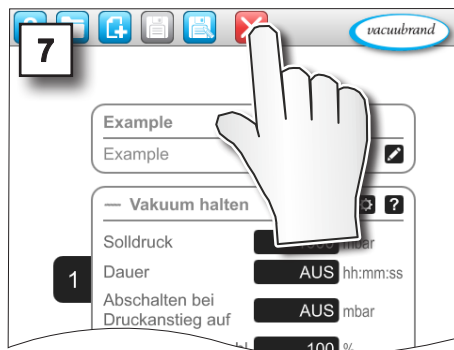 7
vacuubrand
Example
Example
— Vakuum halten ?
Solldruck mbar
1
Dauer AUS hh:mm:ss
Abschalten bei
Druckanstieg auf AUS mbar
100 %